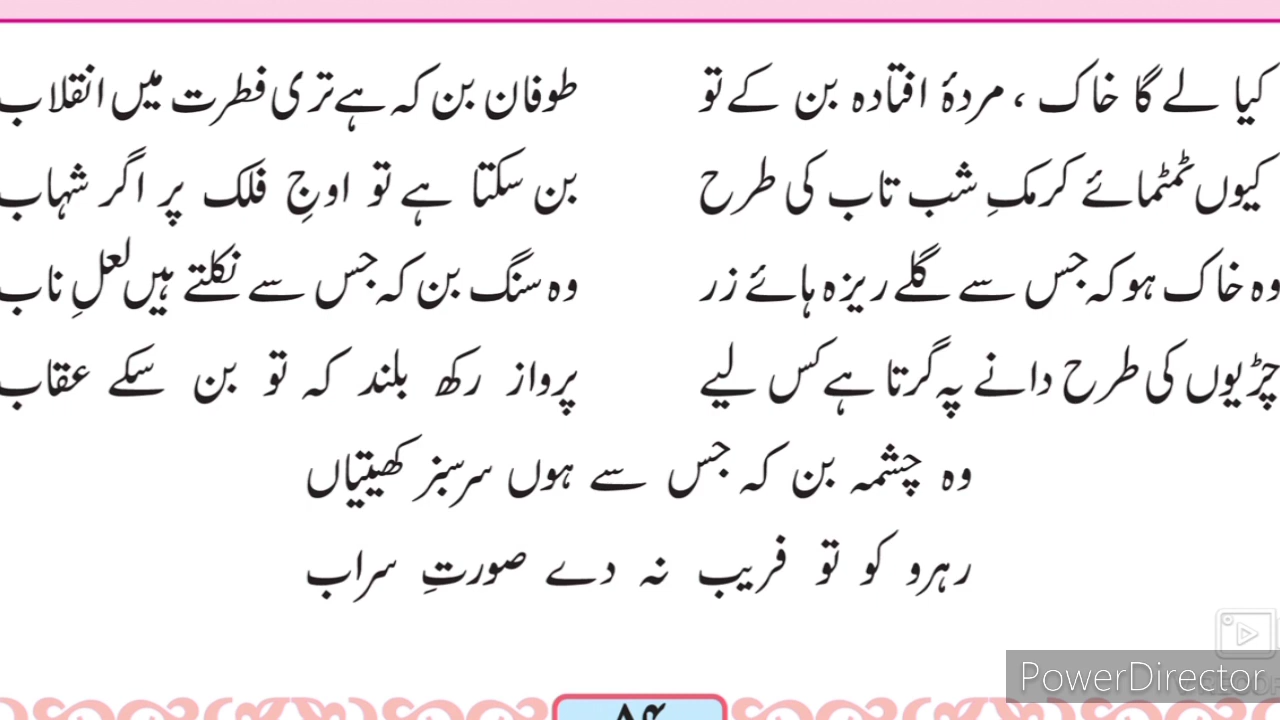 کیا لے گا خاک ، مردۂ افتادہ بن کے تو طوفان بن کہ ہے تری فطرت میں انقلاب
کیوں ٹمٹمائے کرمکِ شب تاب کی طرح بن سکتا ہے تو اوجِ فلک پر اگر شہاب
وہ خاک ہو کہ جس سے گلے ریزہ ہائے زر وہ سنگ بن کہ جس سے نکلتے ہیں لعلِ ناب
چڑیوں کی طرح دانے پہ گرتا ہے کس لیے پرواز رکھ بلند کہ تو بن سکے عقاب
وہ چشمہ بن کہ جس سے ہوں سرسبز کھیتیاں
رہرو کو تو فریب نہ دے صورتِ سراب
PowerDirector